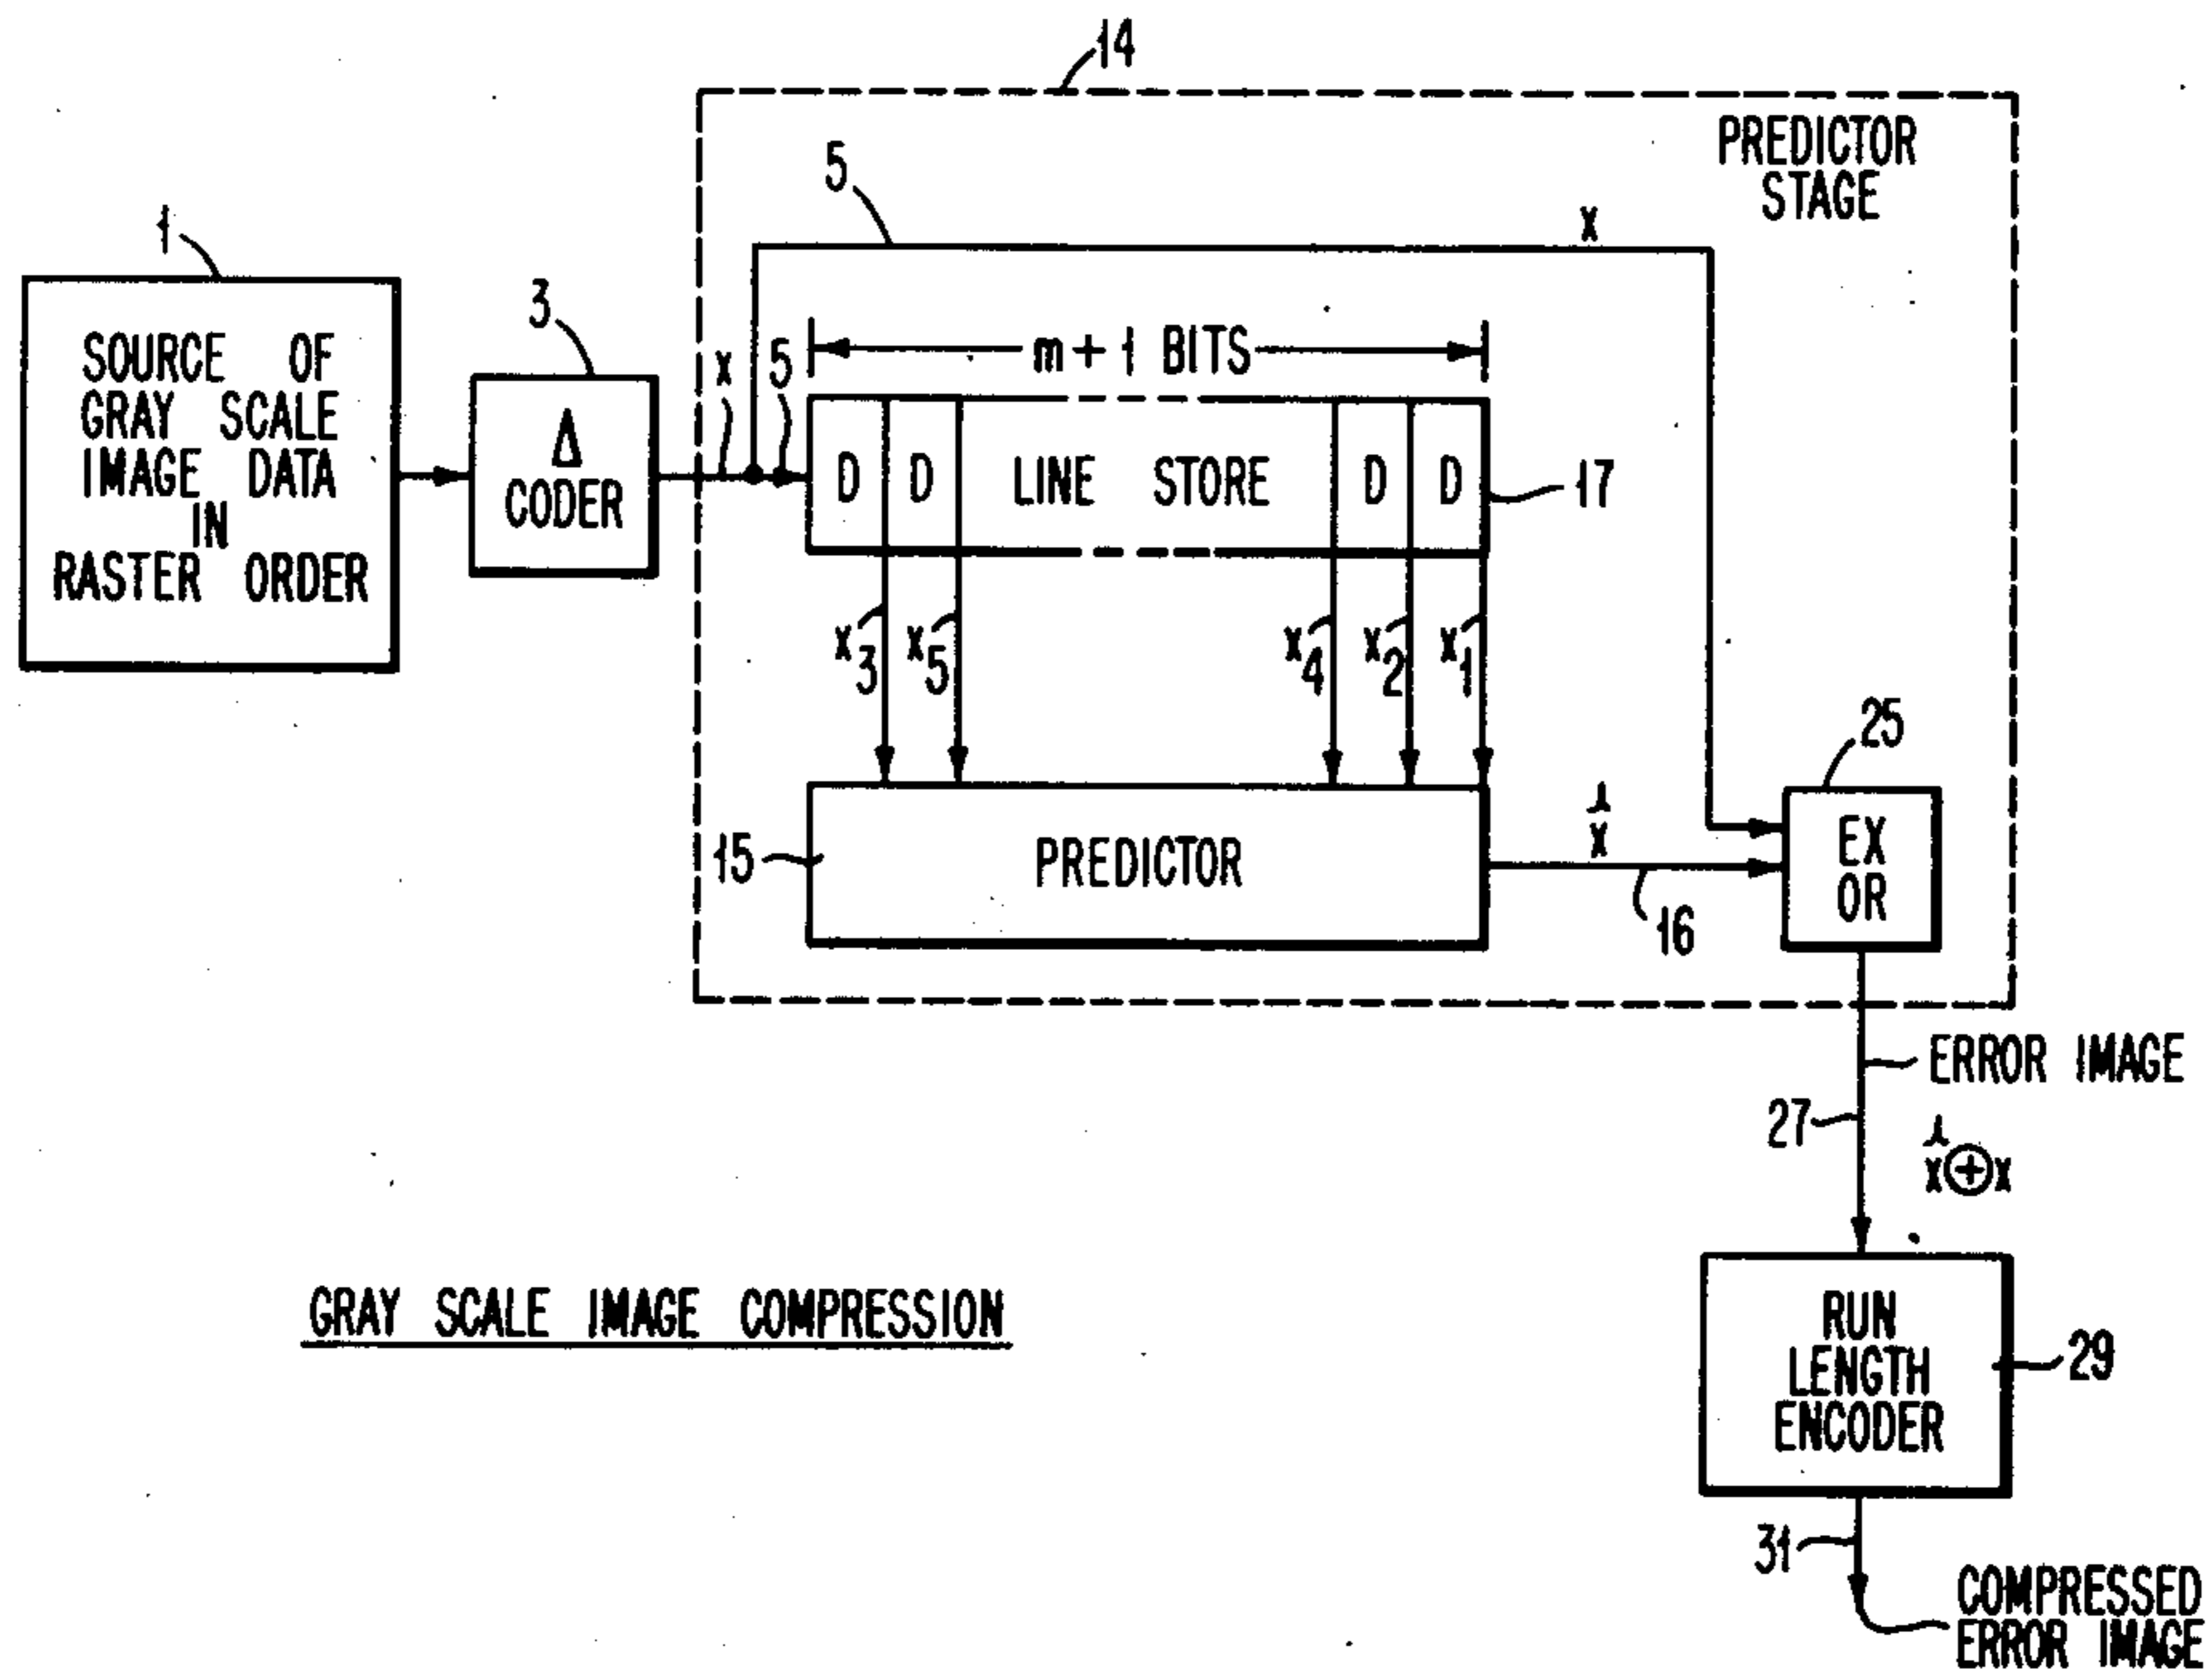 14
PREDICTOR
STAGE
5
X
1
SOURCE OF
GRAY SCALE
IMAGE DATA
IN
RASTER ORDER
3
Δ
CODER
X
5
m + 1 BITS
D D LINE STORE D D
17
X3 X5 X4 X2 X1
15
PREDICTOR
x̂
16
25
EX
OR
ERROR IMAGE
27
x̂⊕x
GRAY SCALE IMAGE COMPRESSION
RUN
LENGTH
ENCODER
29
31
COMPRESSED
ERROR IMAGE